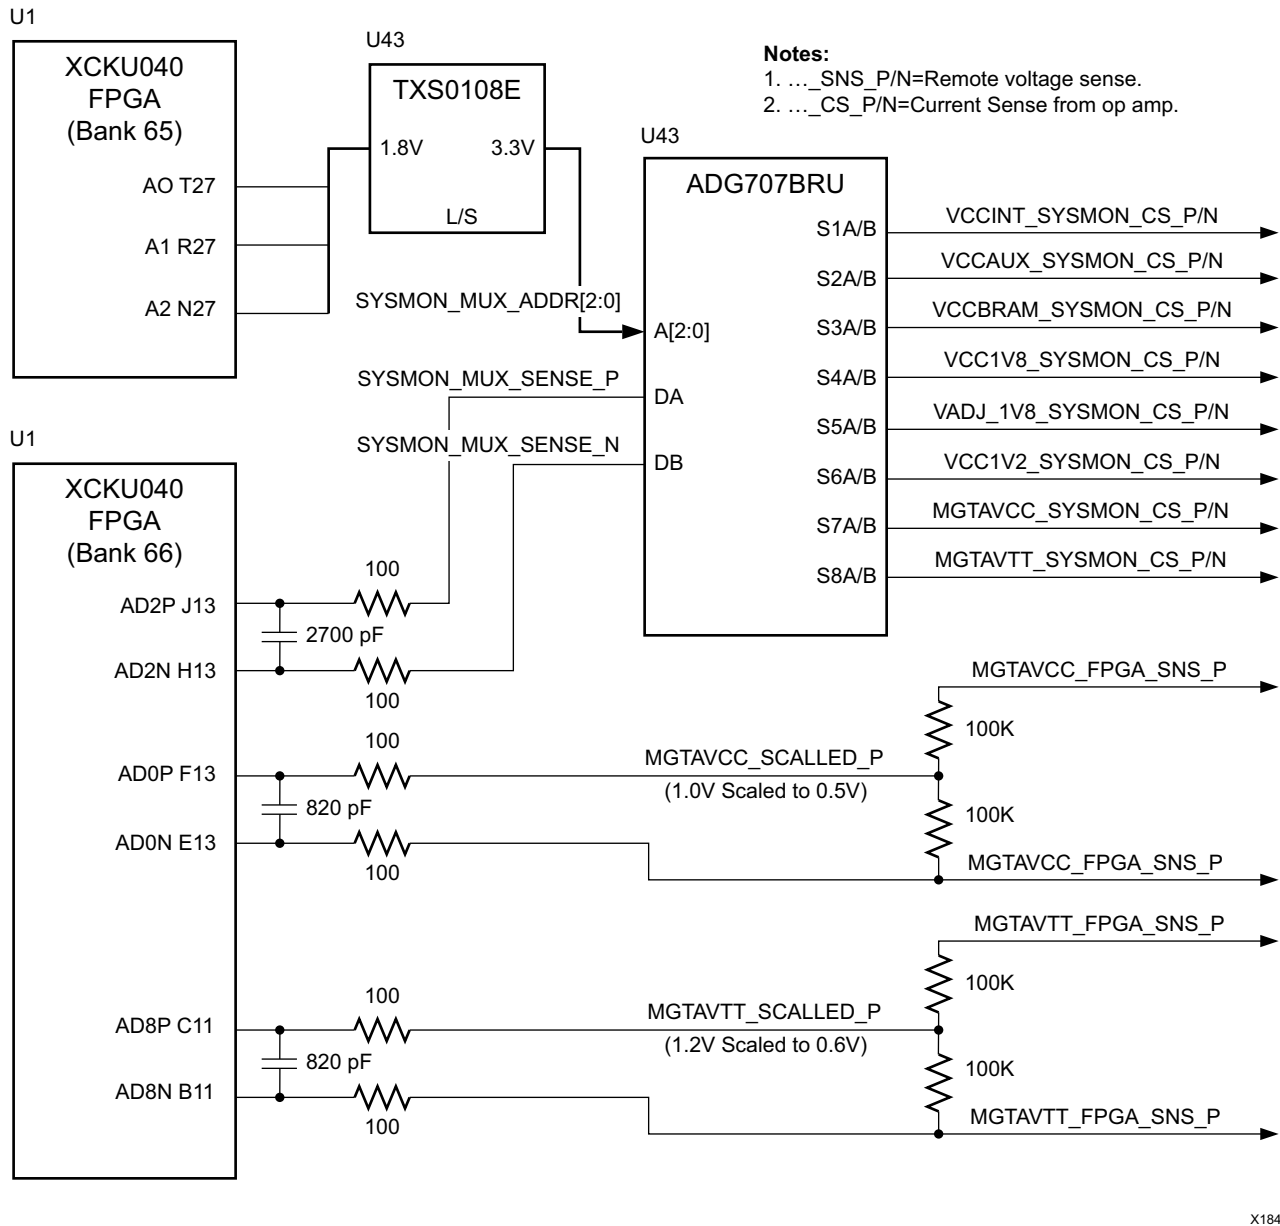 U1
XCKU040
FPGA
(Bank 65)
AO T27
A1 R27
A2 N27
U43
TXS0108E
1.8V 3.3V
L/S
Notes:
1. …_SNS_P/N=Remote voltage sense.
2. …_CS_P/N=Current Sense from op amp.
U43
ADG707BRU
SYSMON_MUX_ADDR[2:0]
A[2:0]
SYSMON_MUX_SENSE_P
DA
SYSMON_MUX_SENSE_N
DB
S1A/B VCCINT_SYSMON_CS_P/N
S2A/B VCCAUX_SYSMON_CS_P/N
S3A/B VCCBRAM_SYSMON_CS_P/N
S4A/B VCC1V8_SYSMON_CS_P/N
S5A/B VADJ_1V8_SYSMON_CS_P/N
S6A/B VCC1V2_SYSMON_CS_P/N
S7A/B MGTAVCC_SYSMON_CS_P/N
S8A/B MGTAVTT_SYSMON_CS_P/N
U1
XCKU040
FPGA
(Bank 66)
100
AD2P J13
2700 pF
AD2N H13
100
MGTAVCC_FPGA_SNS_P
100K
100
MGTAVCC_SCALLED_P
AD0P F13
(1.0V Scaled to 0.5V)
820 pF
100K
AD0N E13
100
MGTAVCC_FPGA_SNS_P
MGTAVTT_FPGA_SNS_P
100K
100
MGTAVTT_SCALLED_P
AD8P C11
(1.2V Scaled to 0.6V)
820 pF
100K
AD8N B11
100
MGTAVTT_FPGA_SNS_P
X184